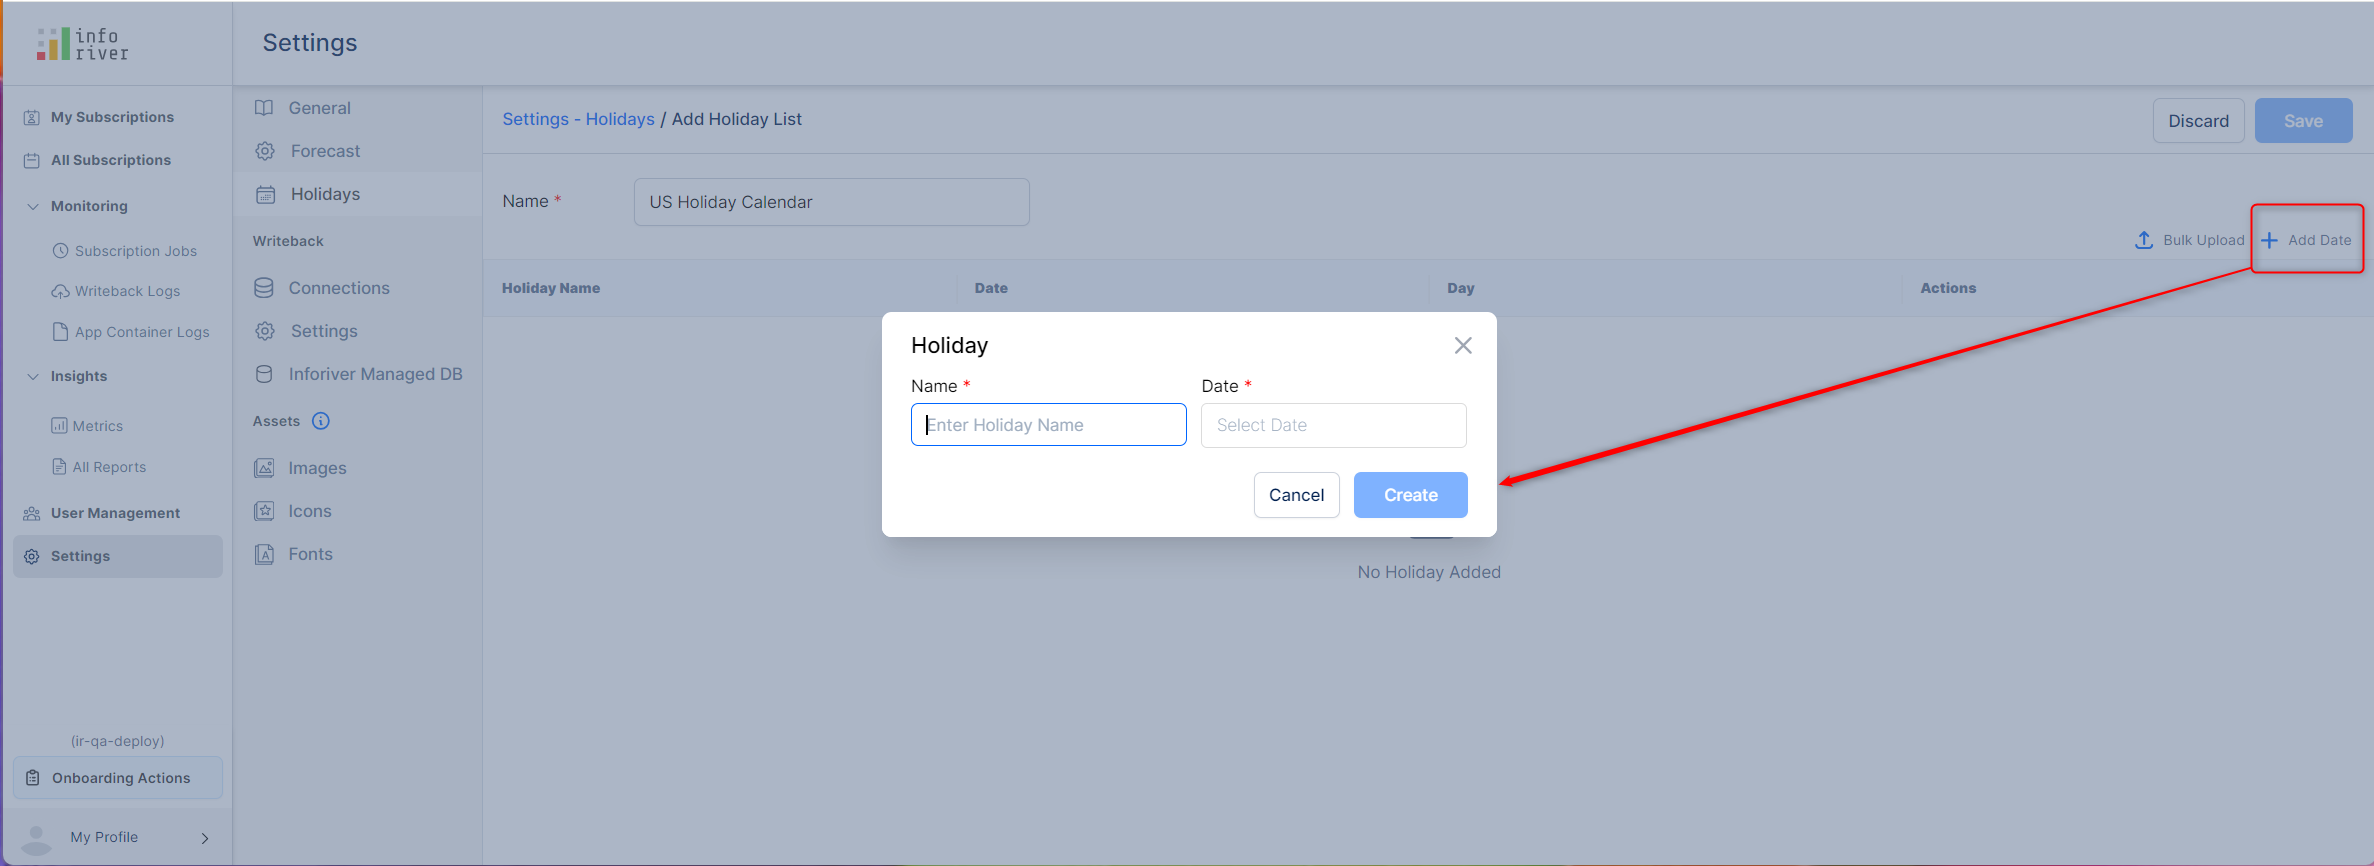 info
river
Settings
My Subscriptions
All Subscriptions
Monitoring
Subscription Jobs
Writeback Logs
App Container Logs
Insights
Metrics
All Reports
User Management
Settings
(ir-qa-deploy)
Onboarding Actions
My Profile
General
Forecast
Holidays
Writeback
Connections
Settings
Inforiver Managed DB
Assets
Images
Icons
Fonts
Settings - Holidays / Add Holiday List
Discard
Save
Name *
US Holiday Calendar
Bulk Upload
Add Date
Holiday Name
Date
Day
Actions
Holiday
Name *
Date *
Enter Holiday Name
Select Date
Cancel
Create
No Holiday Added